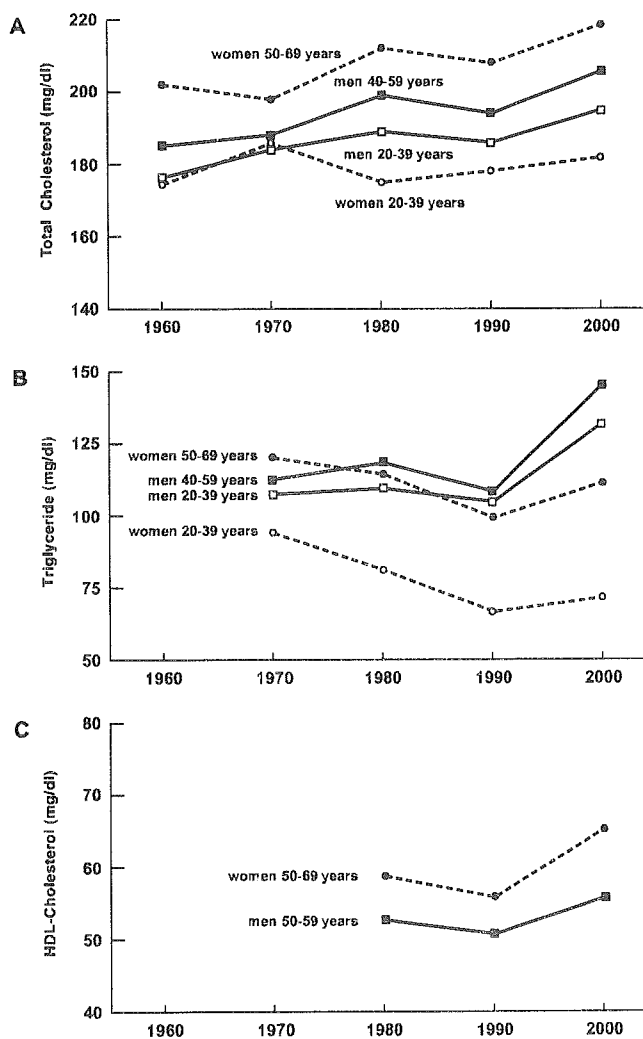 A
Total Cholesterol (mg/dl)
220
200
180
160
140
women 50-69 years
men 40-59 years
men 20-39 years
women 20-39 years
1960 1970 1980 1990 2000
B
Triglyceride (mg/dl)
150
125
100
75
50
women 50-69 years
men 40-59 years
men 20-39 years
women 20-39 years
1960 1970 1980 1990 2000
C
HDL-Cholesterol (mg/dl)
80
70
60
50
40
women 50-69 years
men 50-59 years
1960 1970 1980 1990 2000